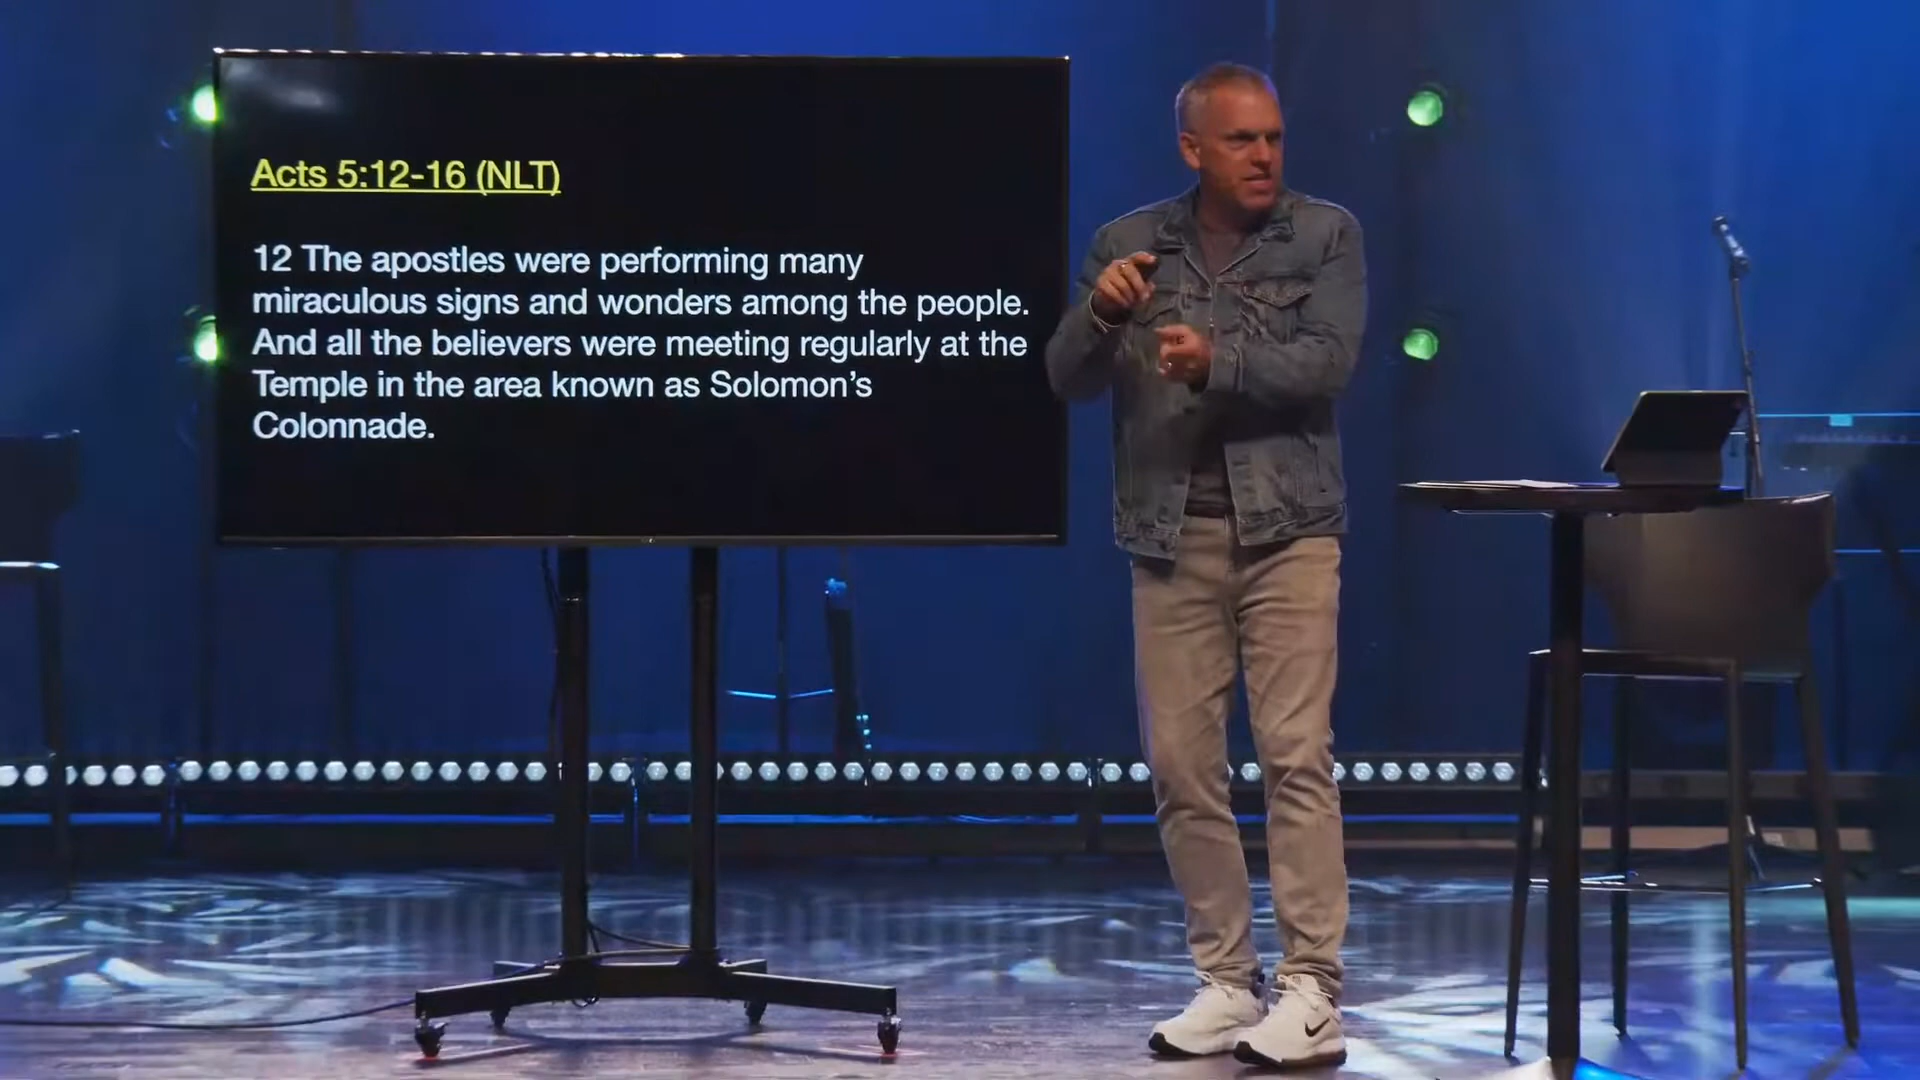 Acts 5:12-16 (NLT)
12 The apostles were performing many
miraculous signs and wonders among the people.
And all the believers were meeting regularly at the
Temple in the area known as Solomon’s
Colonnade.